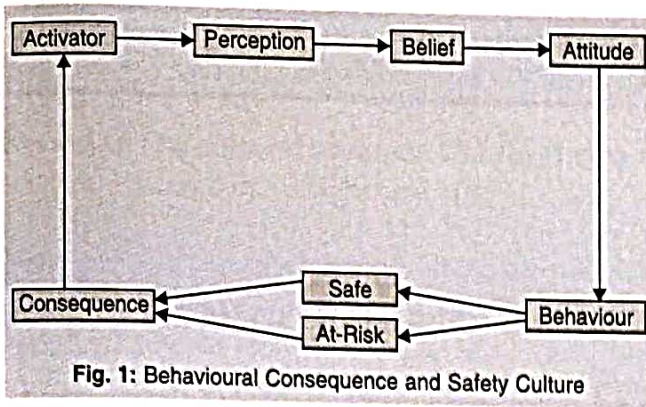 Activator
Perception
Belief
Attitude
Safe
Consequence
Behaviour
At-Risk
Fig. 1: Behavioural Consequence and Safety Culture